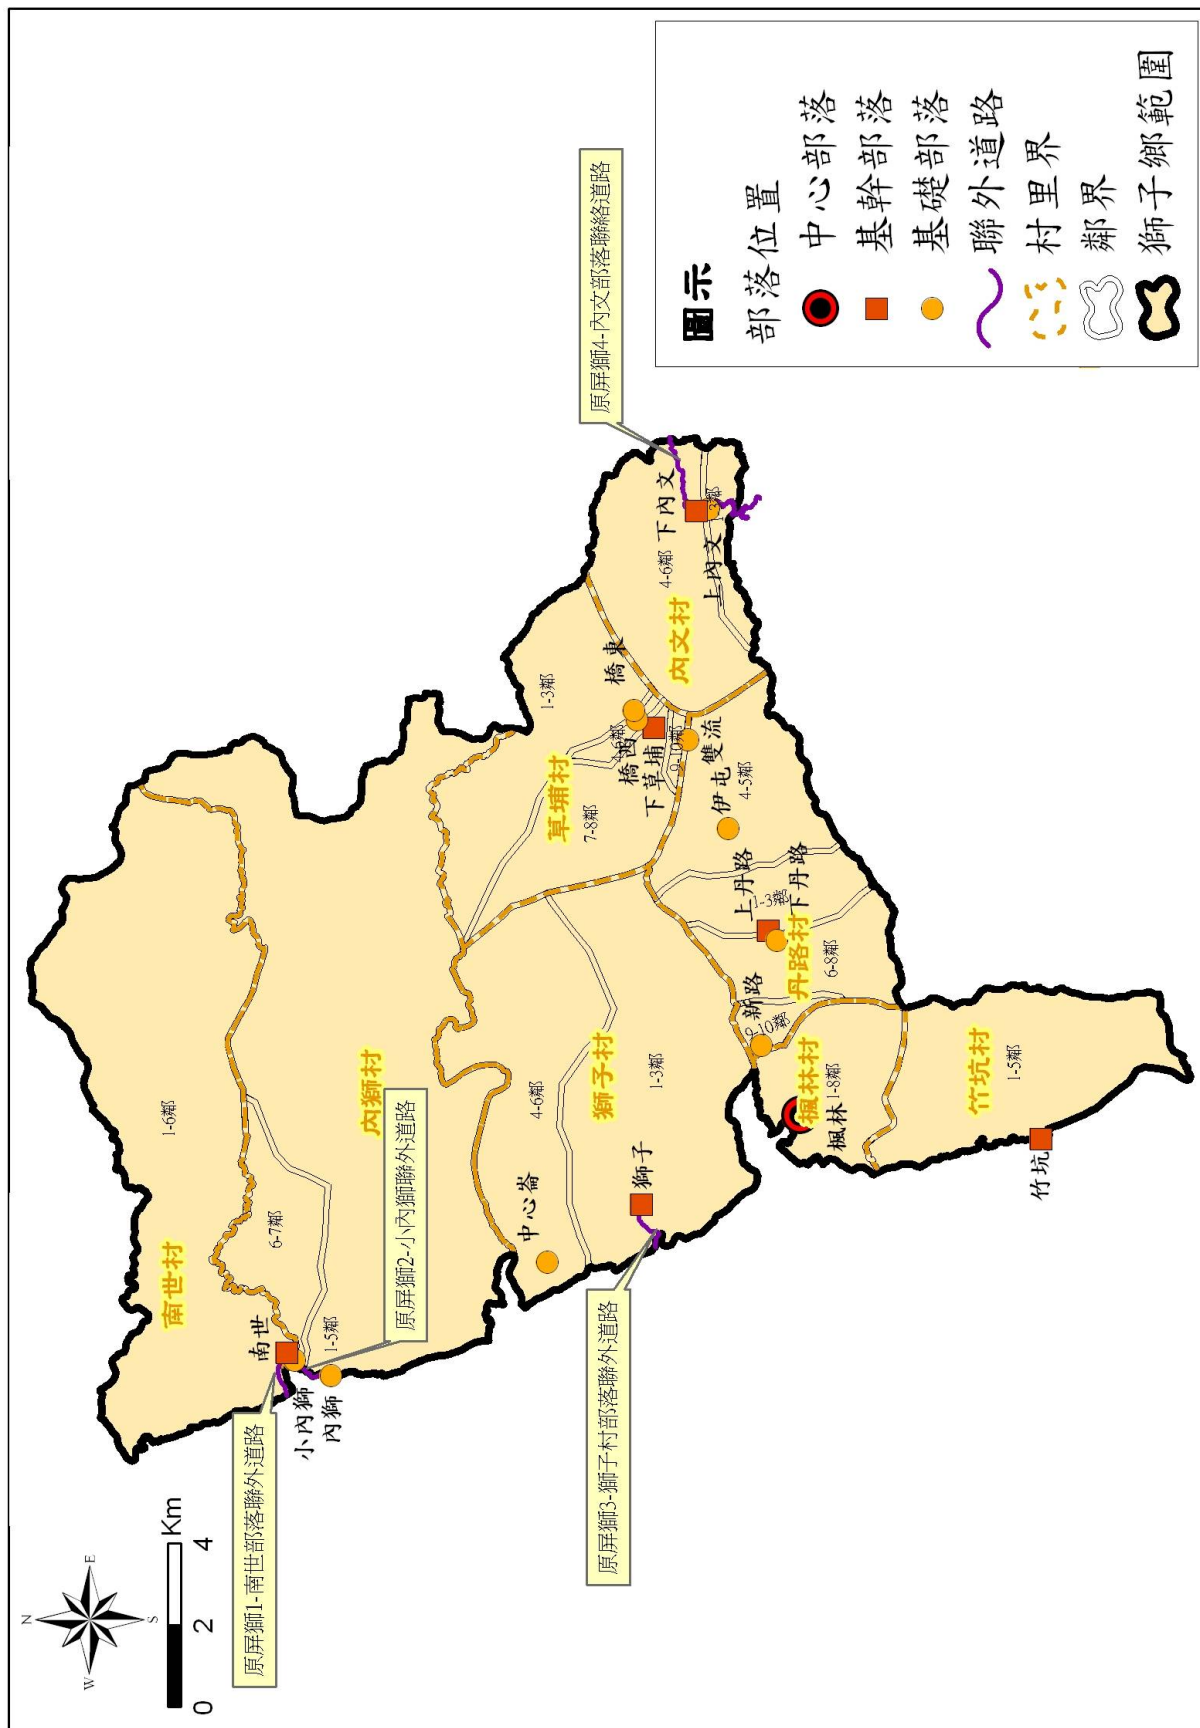 N
W
E
S
0
2
4
Km
原屏獅1-南世部落聯外道路
原屏獅2-小內獅聯外道路
原屏獅3-獅子村部落聯外道路
原屏獅4-內文部落聯絡道路
南世村
1-6鄰
南世
6-7鄰
1-5鄰
小內獅
內獅
內獅村
中心崙
4-6鄰
獅子村
獅子
1-3鄰
草埔村
1-3鄰
7-8鄰
橋東
橋西
下草埔
9-10鄰
雙流
內文村
4-6鄰
下內文
上內文
伊屯
4-5鄰
上丹路
下丹路
丹路村
6-8鄰
新路
9-10鄰
楓林村
1-8鄰
楓林
竹坑村
1-5鄰
竹坑
圖示
部落位置
中心部落
基幹部落
基礎部落
聯外道路
村里界
鄰界
獅子鄉範圍